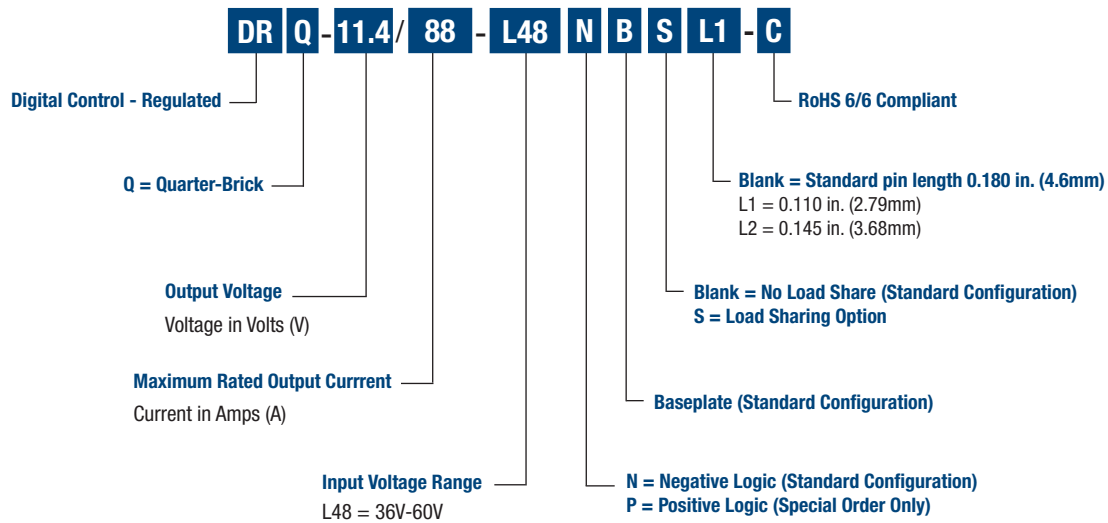 DR Q - 11.4 / 88 - L48 N B S L1 - C
Digital Control - Regulated
RoHS 6/6 Compliant
Q = Quarter-Brick
Blank = Standard pin length 0.180 in. (4.6mm)
L1 = 0.110 in. (2.79mm)
L2 = 0.145 in. (3.68mm)
Output Voltage
Voltage in Volts (V)
Blank = No Load Share (Standard Configuration)
S = Load Sharing Option
Maximum Rated Output Currrent
Current in Amps (A)
Baseplate (Standard Configuration)
Input Voltage Range
L48 = 36V-60V
N = Negative Logic (Standard Configuration)
P = Positive Logic (Special Order Only)